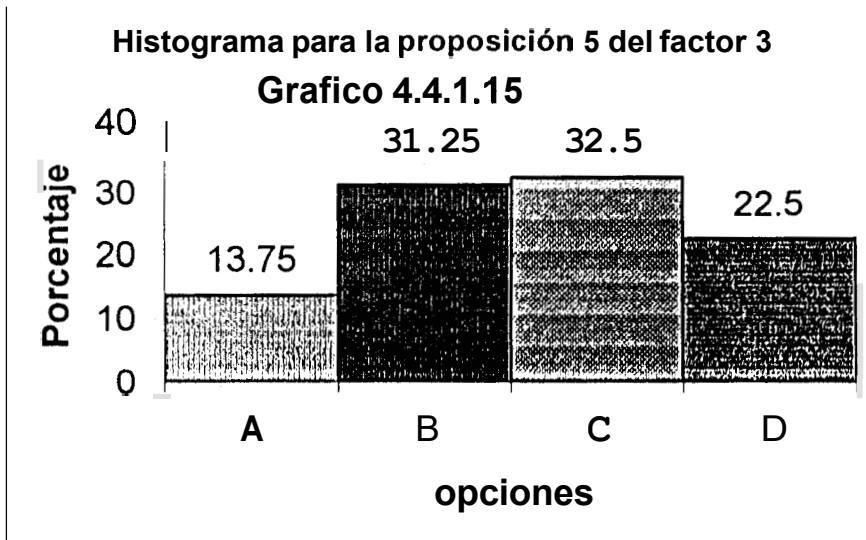 Histograma para la proposición 5 del factor 3
Grafico 4.4.1.15
Porcentaje
40
30
20
10
0
13.75
31.25
32.5
22.5
A B C D
opciones